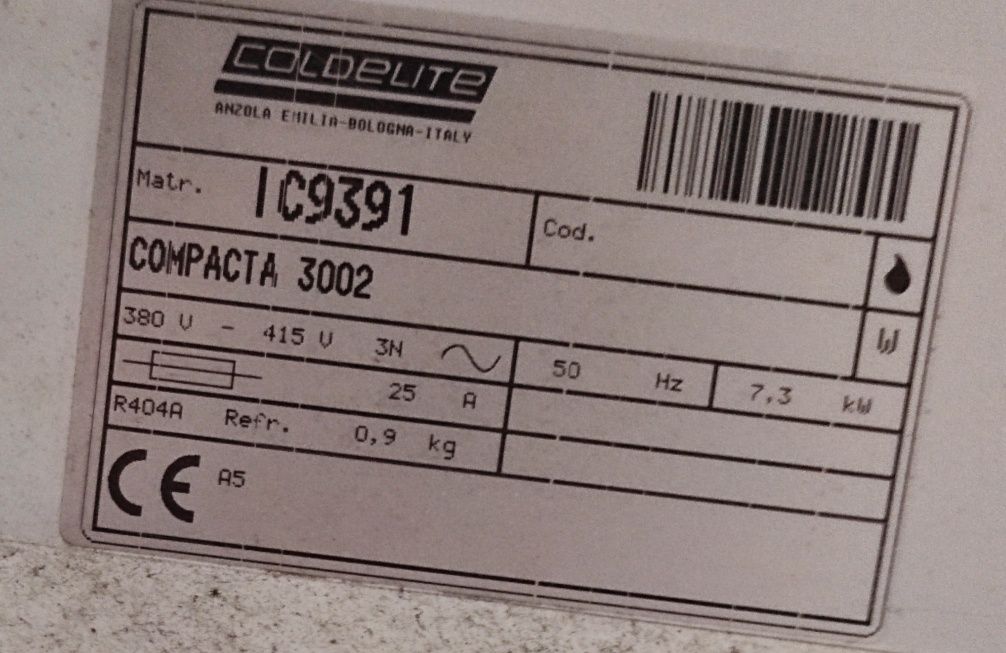 COLDELITE
ANZOLA EMILIA-BOLOGNA-ITALY
Matr. IC9391 Cod.
COMPACTA 3002
W
380 V - 415 V 3N 50 Hz 7,3 kW
25 A
R404A Refr. 0,9 kg
CE A5